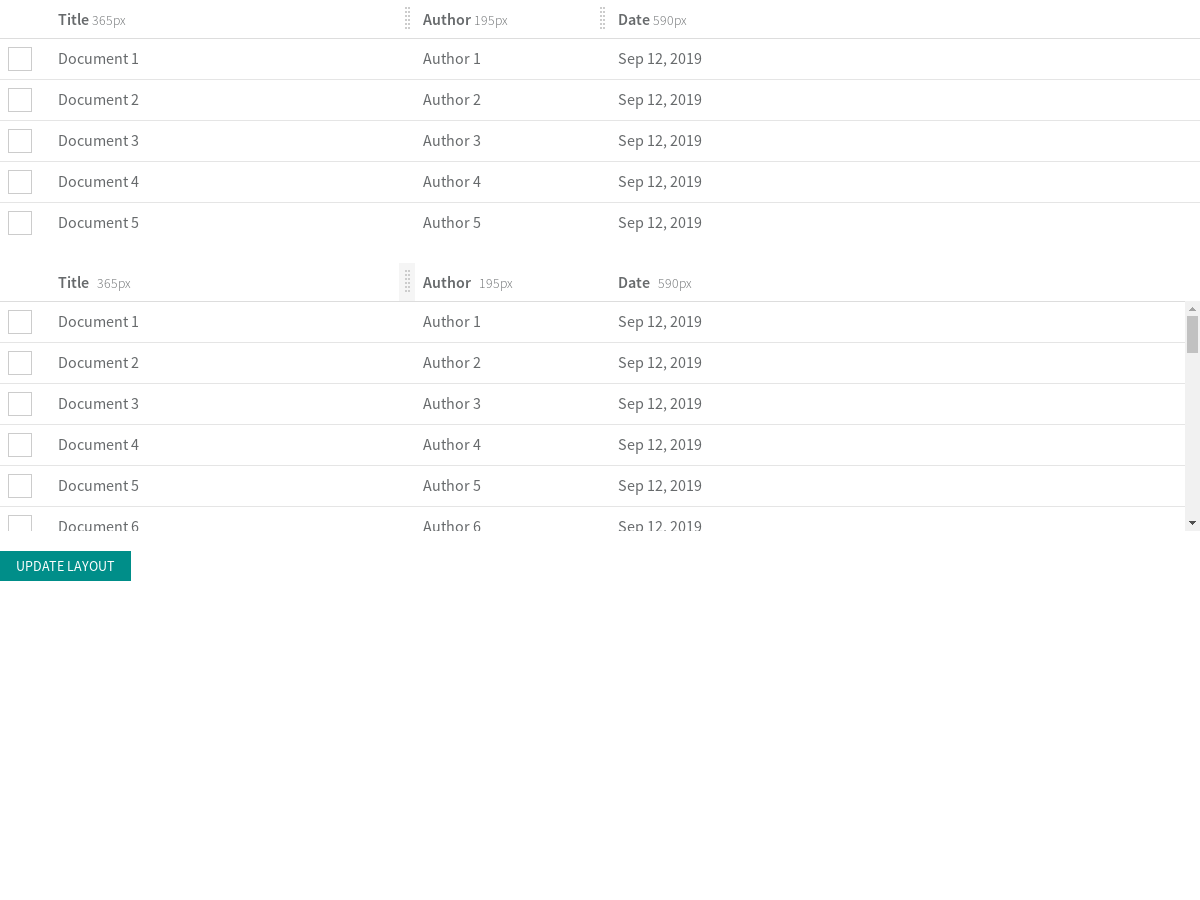 Title 365px Author 195px Date 590px
Document 1 Author 1 Sep 12, 2019
Document 2 Author 2 Sep 12, 2019
Document 3 Author 3 Sep 12, 2019
Document 4 Author 4 Sep 12, 2019
Document 5 Author 5 Sep 12, 2019
Title 365px Author 195px Date 590px
Document 1 Author 1 Sep 12, 2019
Document 2 Author 2 Sep 12, 2019
Document 3 Author 3 Sep 12, 2019
Document 4 Author 4 Sep 12, 2019
Document 5 Author 5 Sep 12, 2019
Document 6 Author 6 Sep 12, 2019
UPDATE LAYOUT